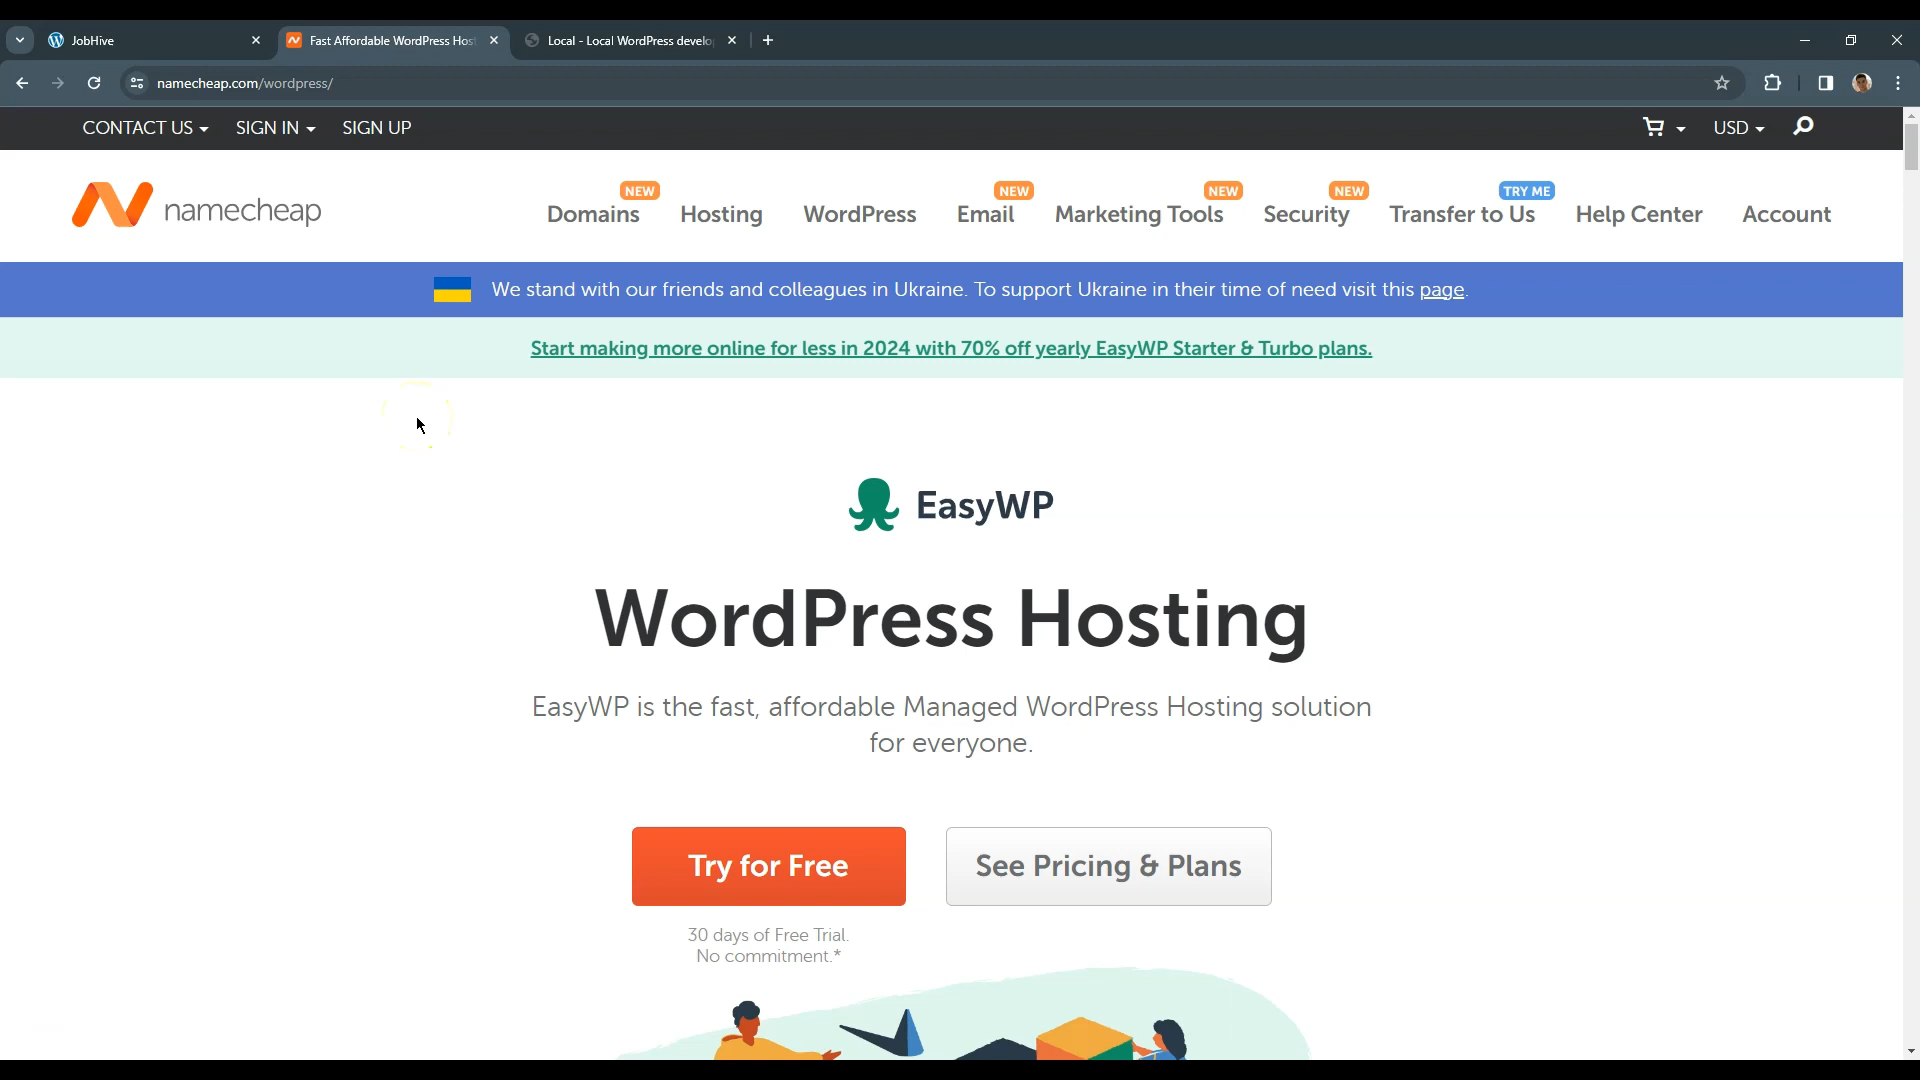 JobHive
Fast Affordable WordPress Hos
Local - Local WordPress develo
namecheap.com/wordpress/
CONTACT US
SIGN IN
SIGN UP
USD
namecheap
NEW
NEW
NEW
NEW
TRY ME
Domains
Hosting
WordPress
Email
Marketing Tools
Security
Transfer to Us
Help Center
Account
We stand with our friends and colleagues in Ukraine. To support Ukraine in their time of need visit this page.
Start making more online for less in 2024 with 70% off yearly EasyWP Starter & Turbo plans.
EasyWP
WordPress Hosting
EasyWP is the fast, affordable Managed WordPress Hosting solution
for everyone.
Try for Free
See Pricing & Plans
30 days of Free Trial.
No commitment.*